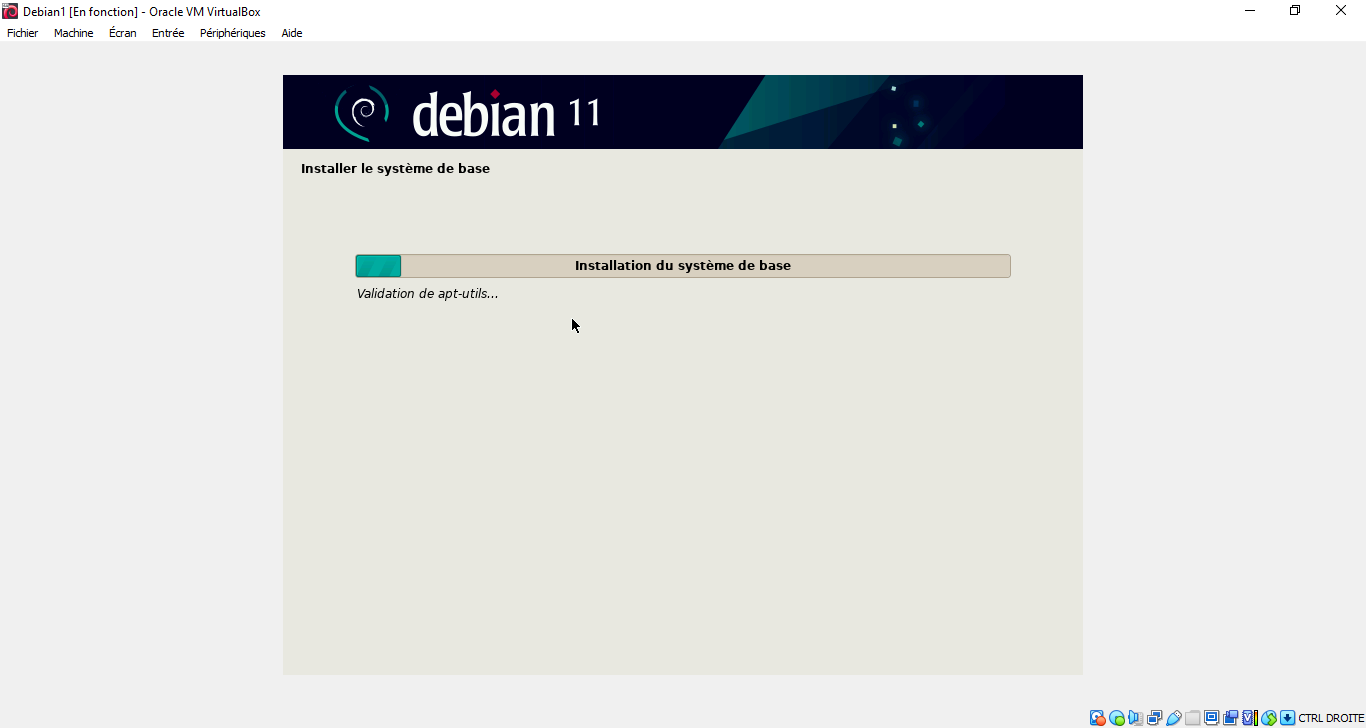 Debian1 [En fonction] - Oracle VM VirtualBox
Fichier Machine Écran Entrée Périphériques Aide
debian 11
Installer le système de base
Installation du système de base
Validation de apt-utils...
CTRL DROITE